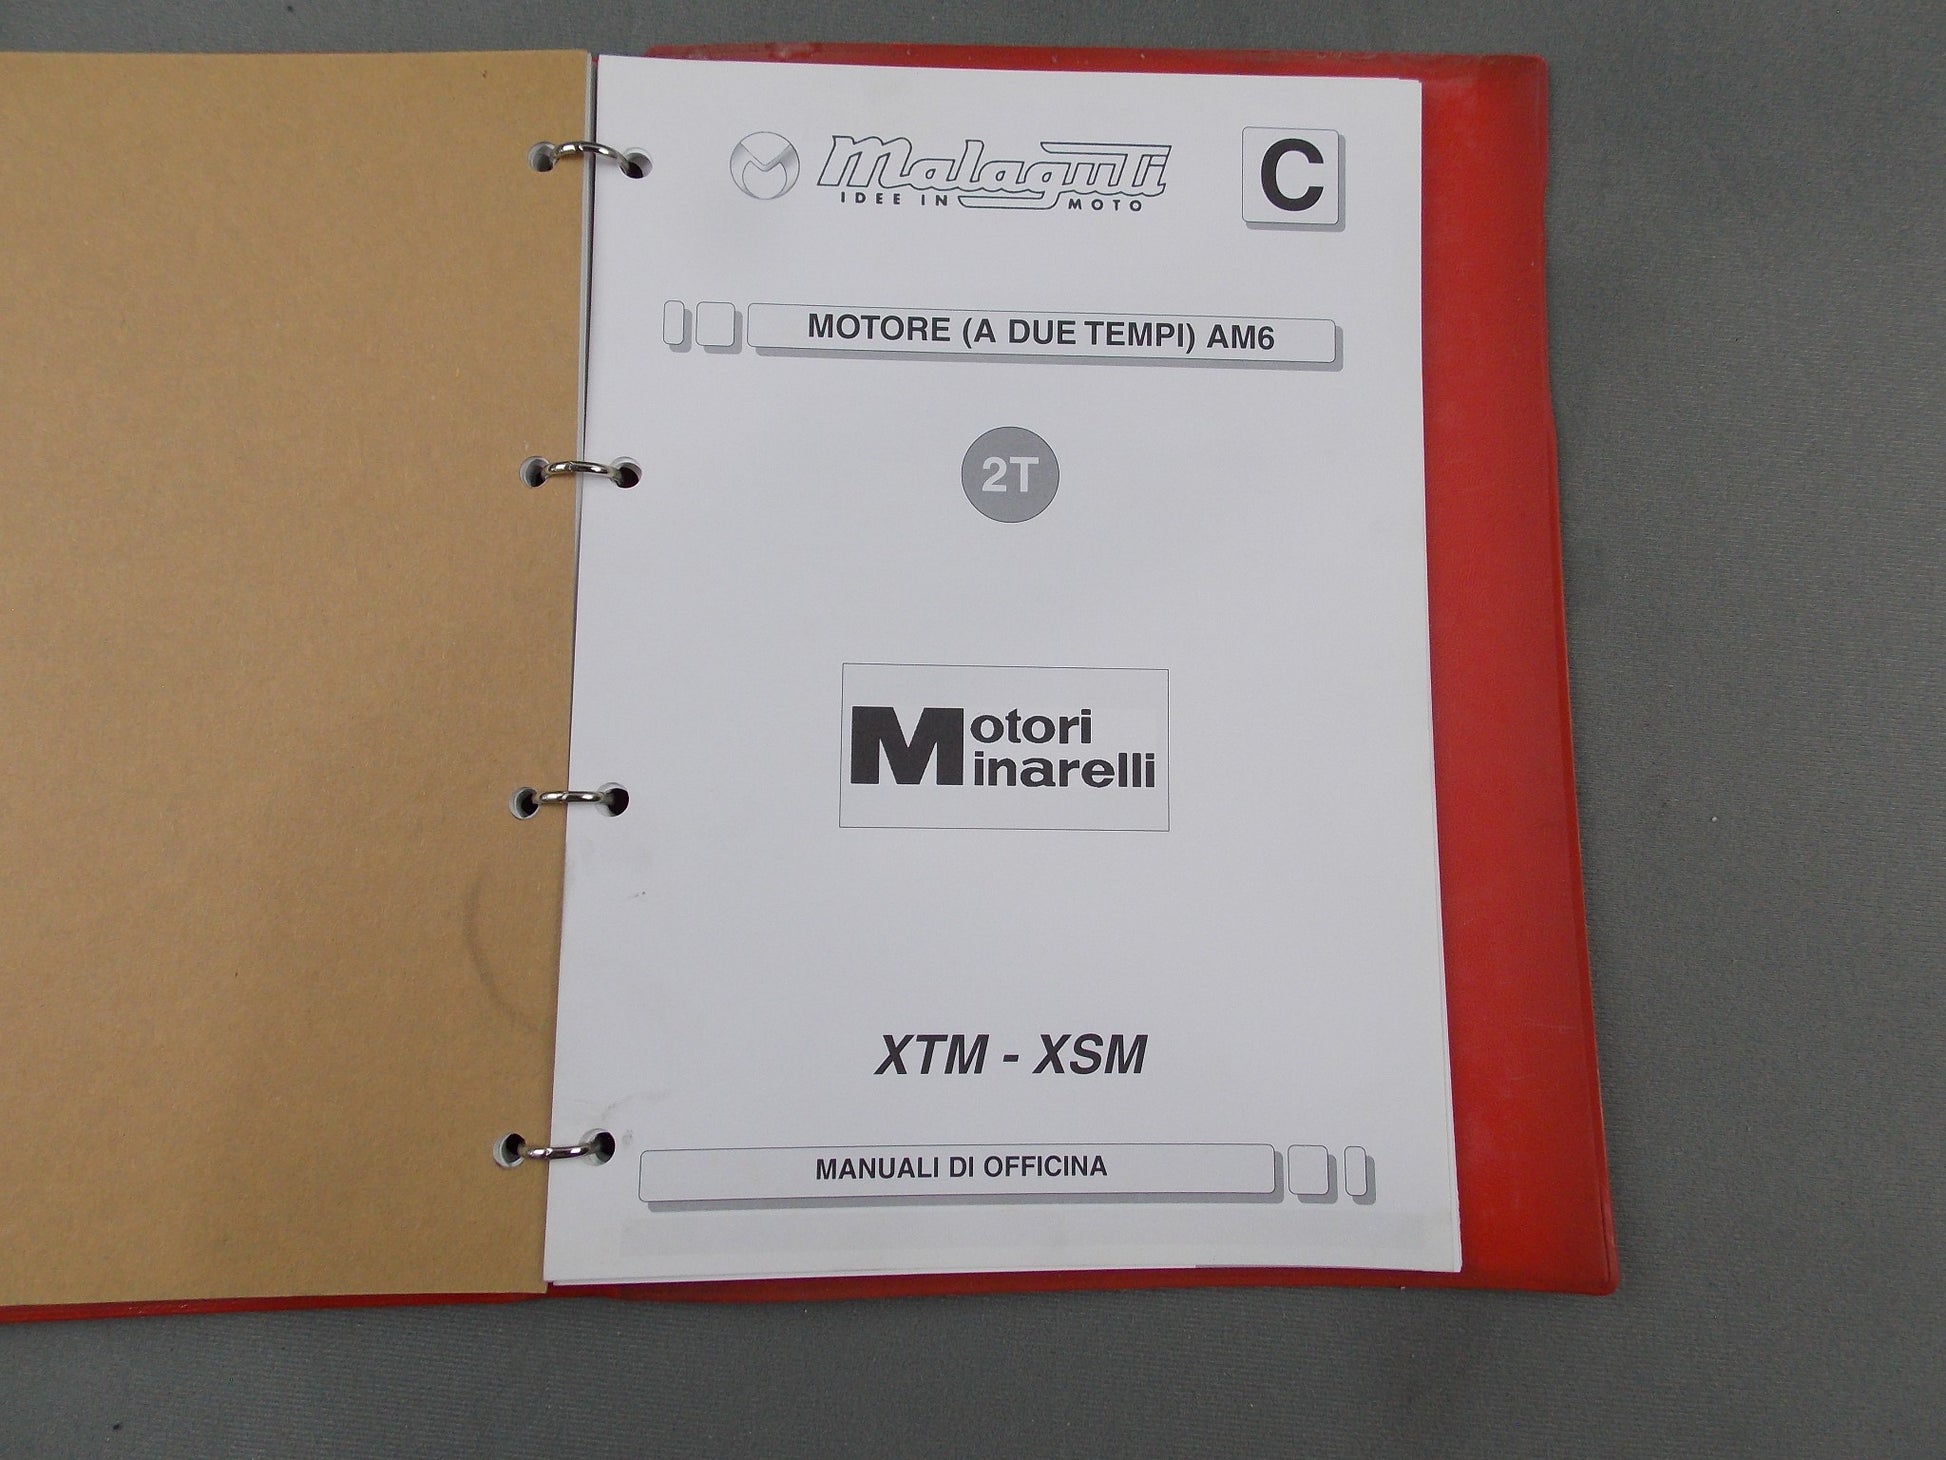 Malaguti
IDEE IN MOTO
C
MOTORE (A DUE TEMPI) AM6
2T
Motori
Minarelli
XTM - XSM
MANUALI DI OFFICINA